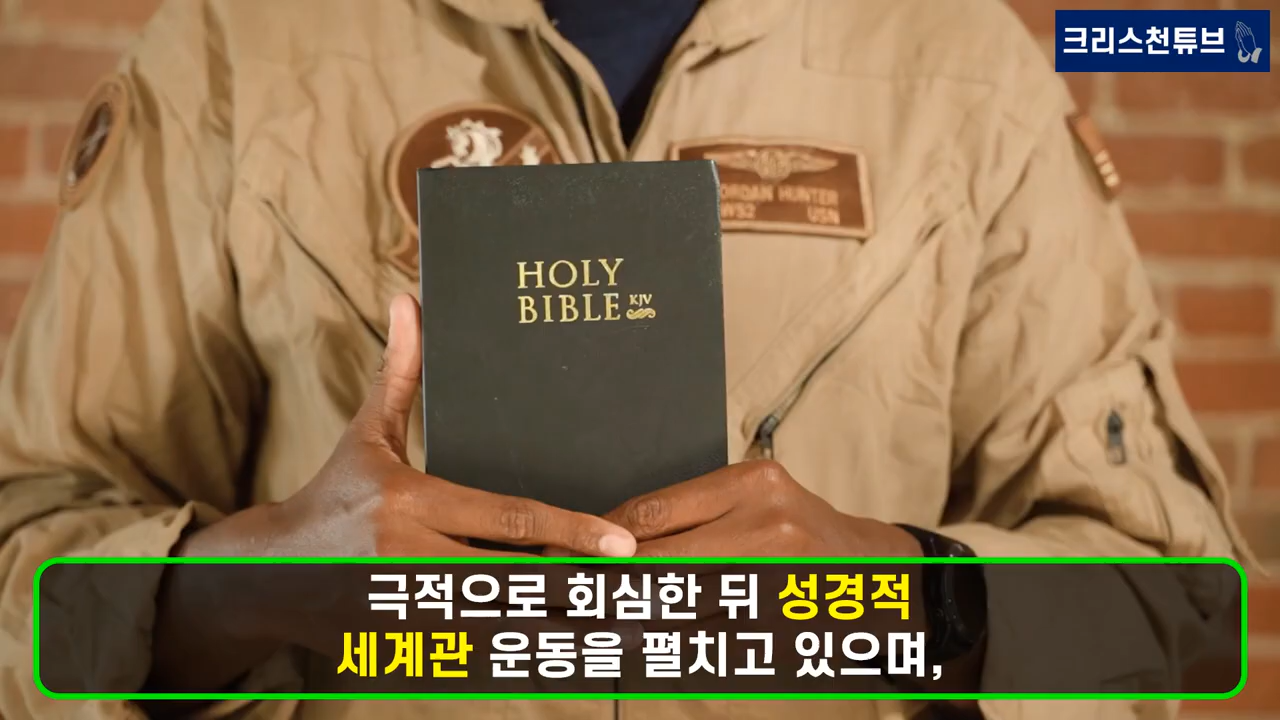 크리스천튜브
HOLY
BIBLE KJV
HUNTER
USN
극적으로 회심한 뒤 성경적
세계관 운동을 펼치고 있으며,